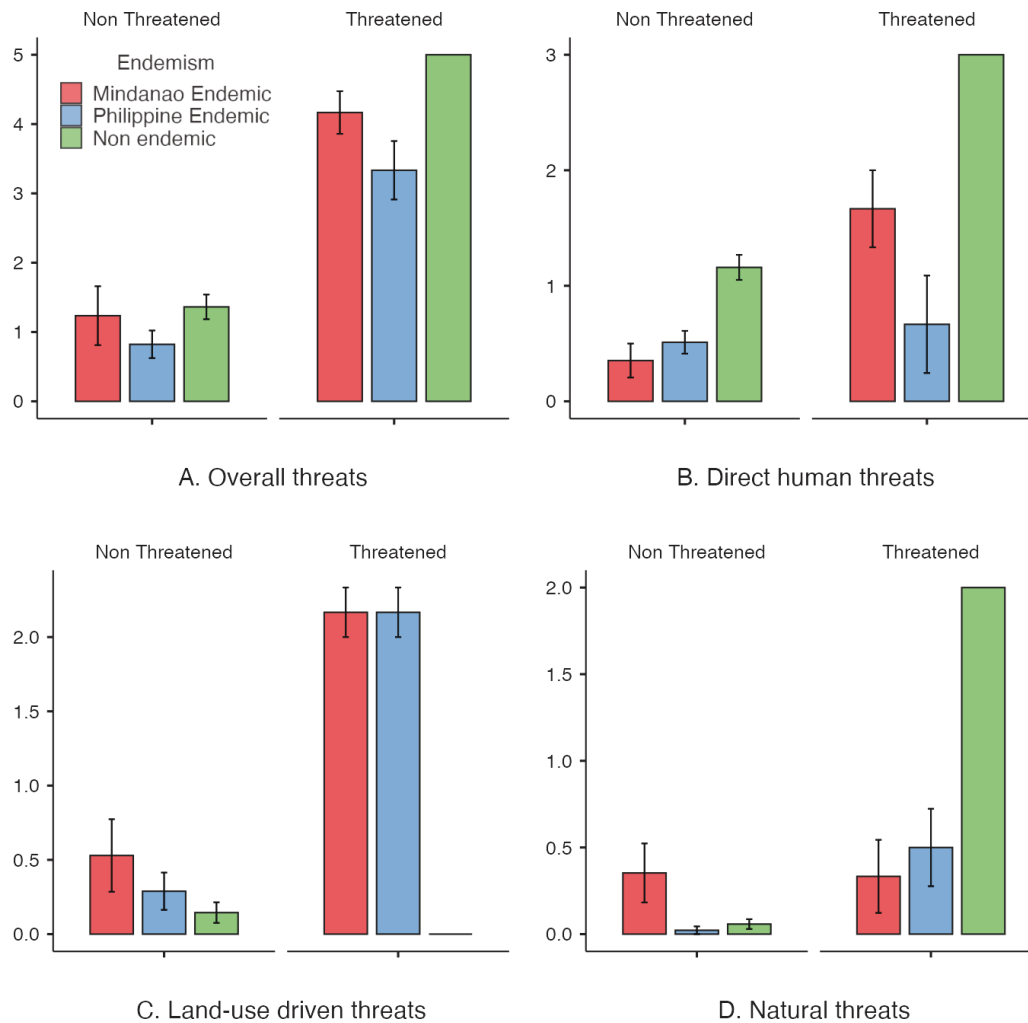 Non Threatened
Threatened
5
4
3
2
1
0
Endemism
Mindanao Endemic
Philippine Endemic
Non endemic
A. Overall threats
Non Threatened
Threatened
3
2
1
0
B. Direct human threats
Non Threatened
Threatened
2.0
1.5
1.0
0.5
0.0
C. Land-use driven threats
Non Threatened
Threatened
2.0
1.5
1.0
0.5
0.0
D. Natural threats